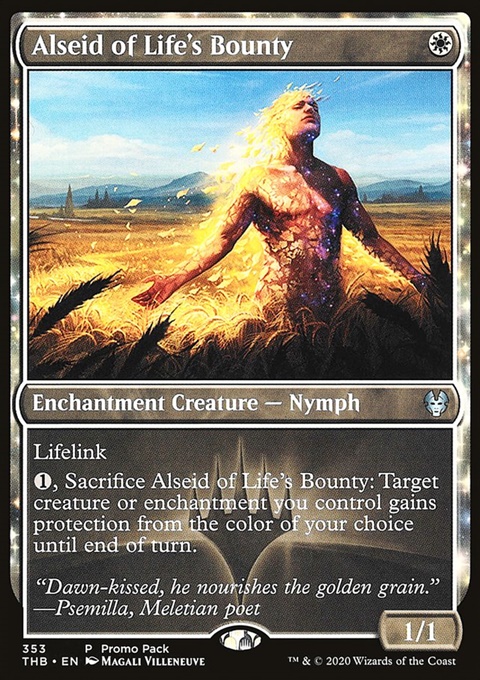 Alseid of Life's Bounty
Enchantment Creature — Nymph
Lifelink
1, Sacrifice Alseid of Life's Bounty: Target
creature or enchantment you control gains
protection from the color of your choice
until end of turn.
"Dawn-kissed, he nourishes the golden grain."
—Psemilla, Meletian poet
1/1
353 P Promo Pack
THB • EN Magali Villeneuve
™ & © 2020 Wizards of the Coast